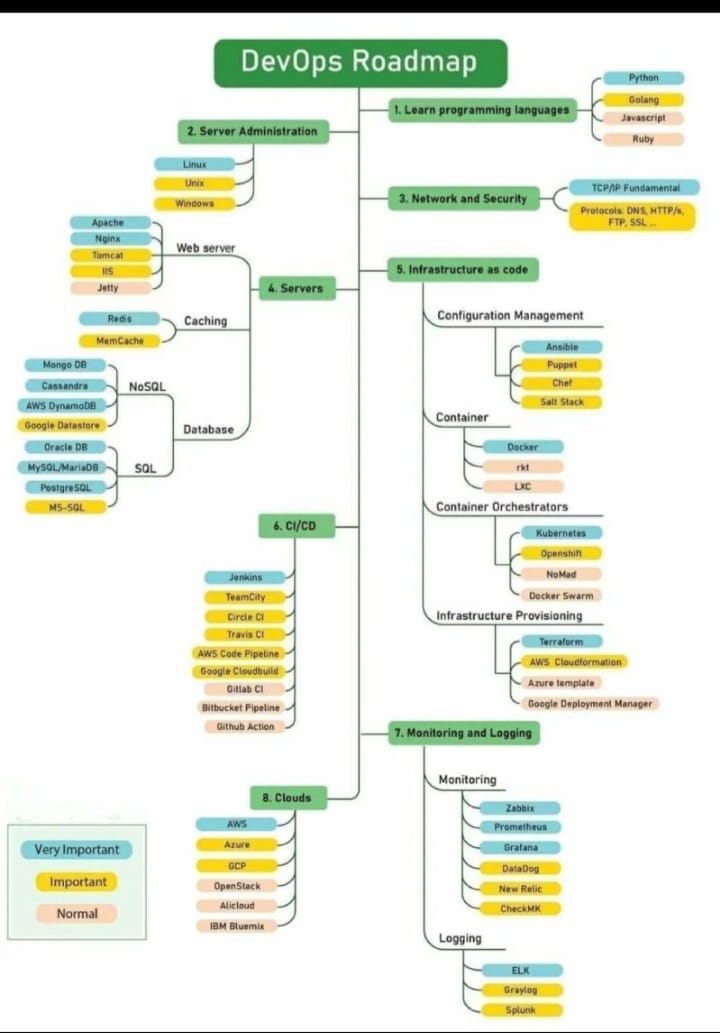 DevOps Roadmap
1. Learn programming languages
Python
Golang
Javascript
Ruby
2. Server Administration
Linux
Unix
Windows
3. Network and Security
TCP/IP Fundamental
Protocols: DNS, HTTP/s,
FTP, SSL ...
4. Servers
Web server
Apache
Nginx
Tomcat
IIS
Jetty
Caching
Redis
MemCache
Database
NoSQL
Mongo DB
Cassandra
AWS DynamoDB
Google Datastore
SQL
Oracle DB
MySQL/MariaDB
PostgreSQL
MS-SQL
5. Infrastructure as code
Configuration Management
Ansible
Puppet
Chef
Salt Stack
Container
Docker
rkt
LXC
Container Orchestrators
Kubernetes
Openshift
NoMad
Docker Swarm
Infrastructure Provisioning
Terraform
AWS Cloudformation
Azure template
Google Deployment Manager
6. CI/CD
Jenkins
TeamCity
Circle CI
Travis CI
AWS Code Pipeline
Google Cloudbuild
Gitlab CI
Bitbucket Pipeline
Github Action
7. Monitoring and Logging
Monitoring
Zabbix
Prometheus
Grafana
DataDog
New Relic
CheckMK
Logging
ELK
Graylog
Splunk
8. Clouds
AWS
Azure
GCP
OpenStack
Alicloud
IBM Bluemix
Very Important
Important
Normal